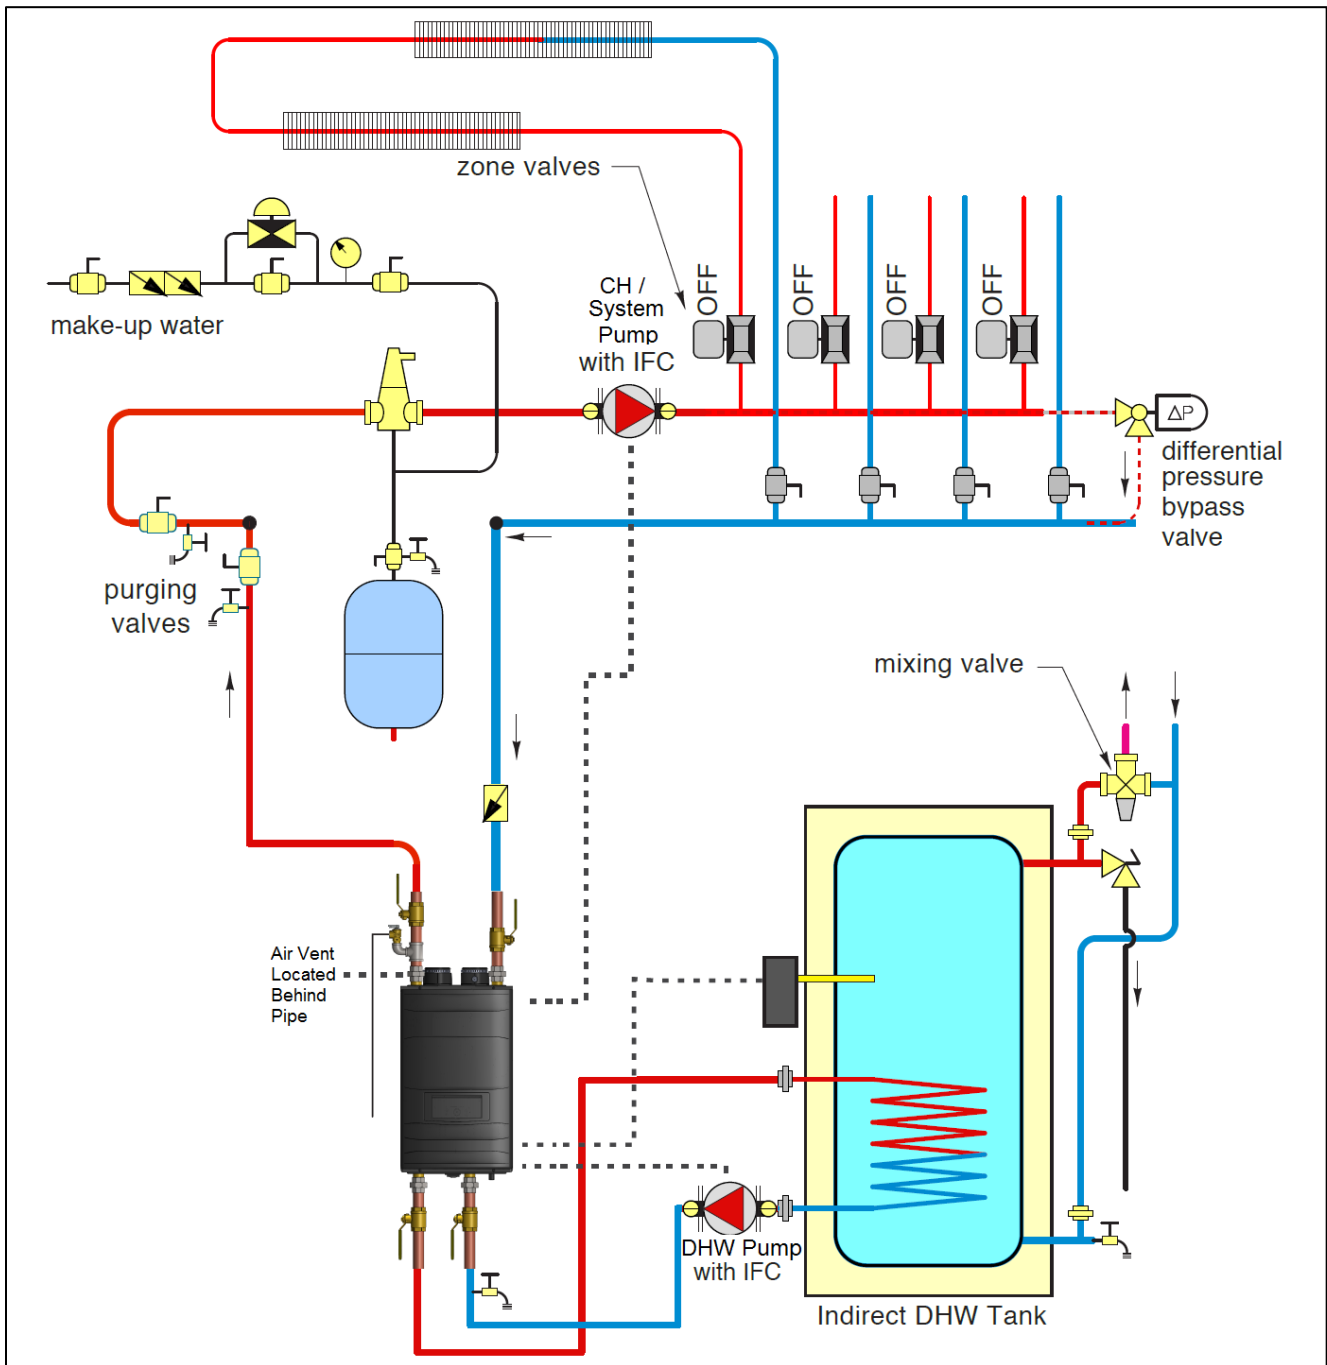 zone valves
make-up water
CH /
System
Pump
with IFC
OFF
OFF
OFF
OFF
ΔP
differential
pressure
bypass
valve
purging
valves
mixing valve
Air Vent
Located
Behind
Pipe
DHW Pump
with IFC
Indirect DHW Tank